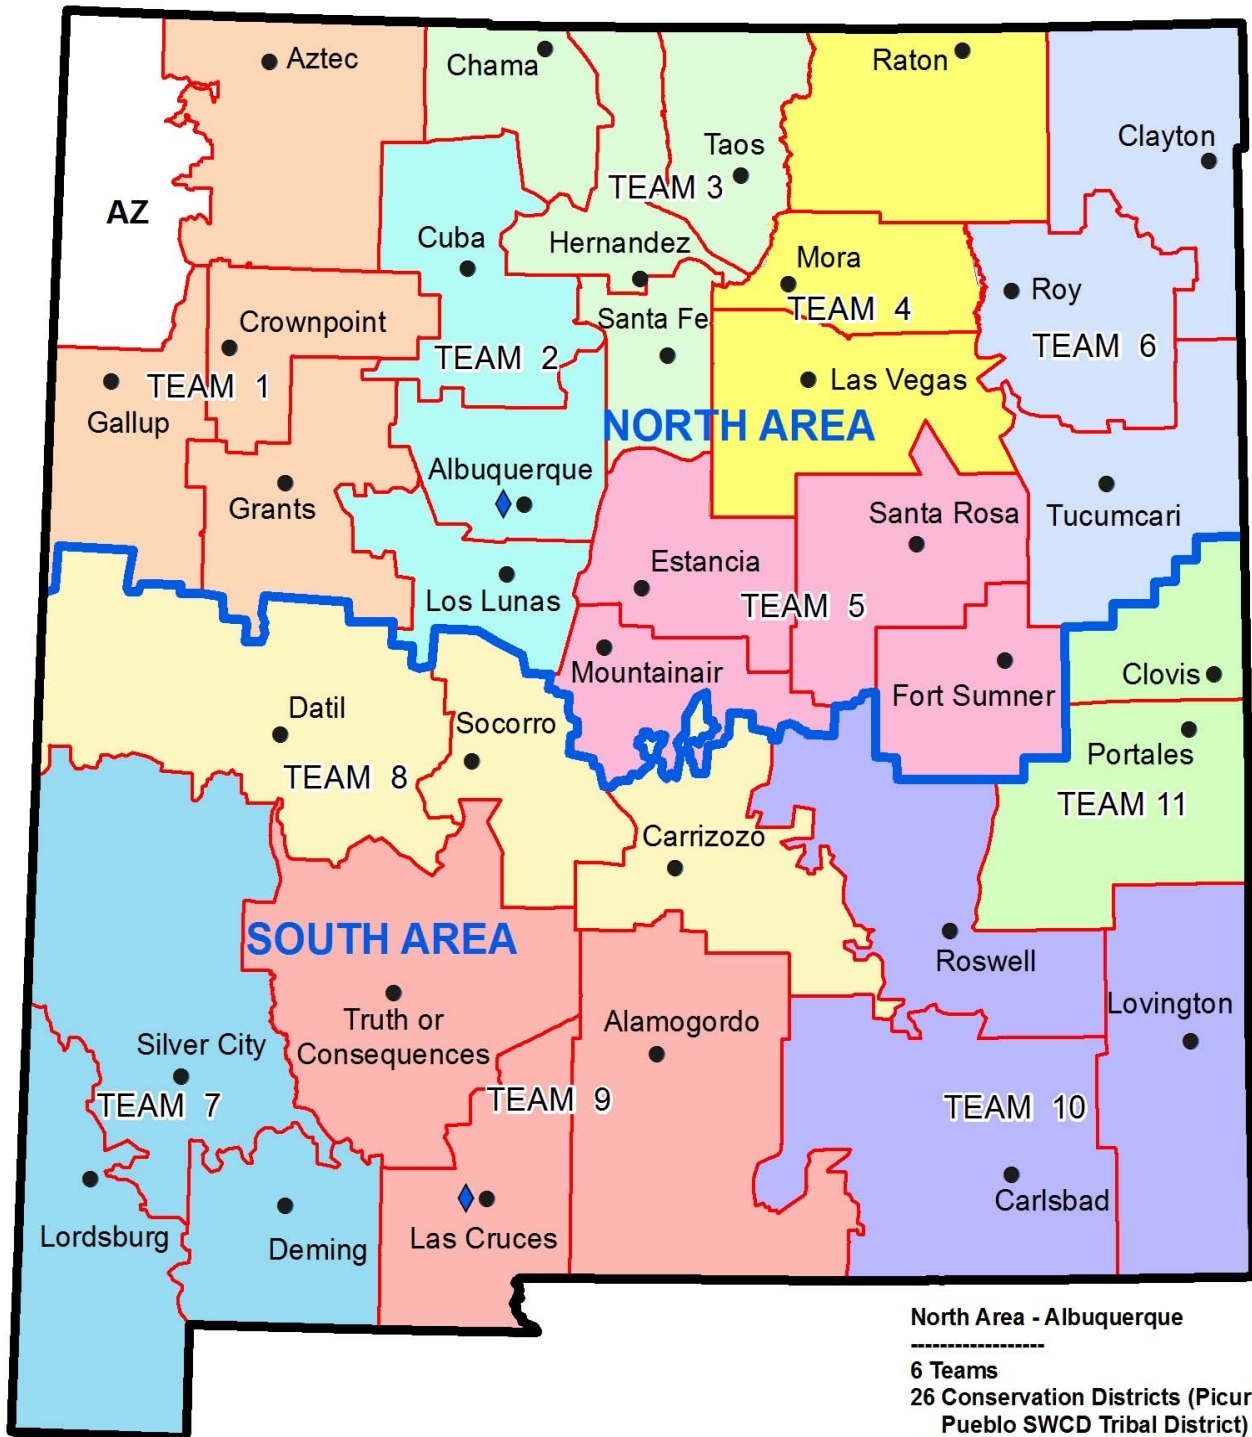 Aztec
Chama
Raton
Clayton
Taos
TEAM 3
AZ
Cuba
Hernandez
Mora
Roy
Crownpoint
Santa Fe
TEAM 4
TEAM 6
TEAM 2
TEAM 1
Las Vegas
Gallup
NORTH AREA
Albuquerque
Grants
Santa Rosa
Tucumcari
Estancia
Los Lunas
TEAM 5
Mountainair
Clovis
Fort Sumner
Datil
Socorro
Portales
TEAM 8
TEAM 11
Carrizozo
SOUTH AREA
Roswell
Lovington
Truth or
Consequences
Alamogordo
Silver City
TEAM 7
TEAM 9
TEAM 10
Carlsbad
Lordsburg
Deming
Las Cruces
North Area - Albuquerque
------------------
6 Teams
26 Conservation Districts (Picur
Pueblo SWCD Tribal District)